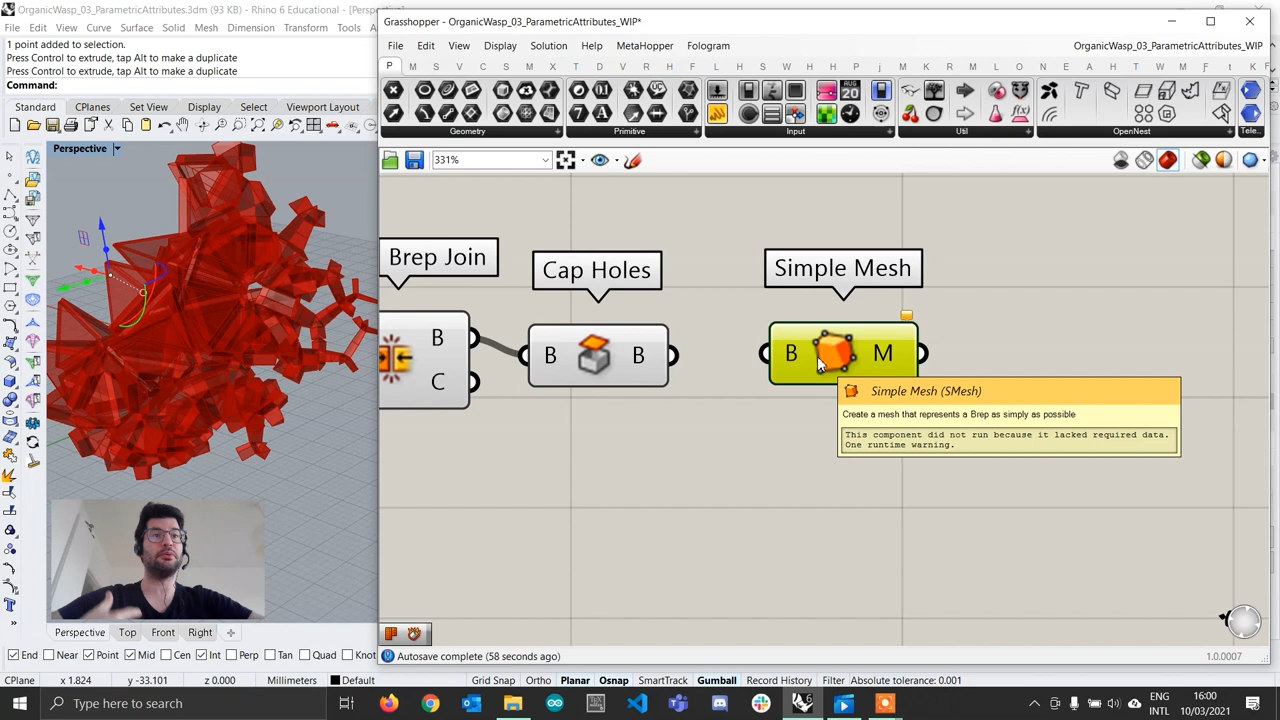 OrganicWasp_03_ParametricAttributes.3dm (93 KB) - Rhino 6 Educational - [Perspective]
File Edit View Curve Surface Solid Mesh Dimension Transform Tools
1 point added to selection.
Press Control to extrude, tap Alt to make a duplicate
Press Control to extrude, tap Alt to make a duplicate
Command:
Standard CPlanes Set View Display Select Viewport Layout
Perspective
Grasshopper - OrganicWasp_03_ParametricAttributes_WIP*
File Edit View Display Solution Help MetaHopper Fologram
OrganicWasp_03_ParametricAttributes_WIP
Geometry Primitive Input Util OpenNest Tele...
331%
Brep Join
Cap Holes
Simple Mesh
B
C
B B
B M
Simple Mesh (SMesh)
Create a mesh that represents a Brep as simply as possible
This component did not run because it lacked required data.
One runtime warning.
Perspective Top Front Right
End Near Point Mid Cen Int Perp Tan Quad Knot
Autosave complete (58 seconds ago)
1.0.0007
CPlane x 1.824 y -33.101 z 0.000 Millimeters Default Grid Snap Ortho Planar Osnap SmartTrack Gumball Record History Filter Absolute tolerance: 0.001
Type here to search
ENG
INTL
16:00
10/03/2021